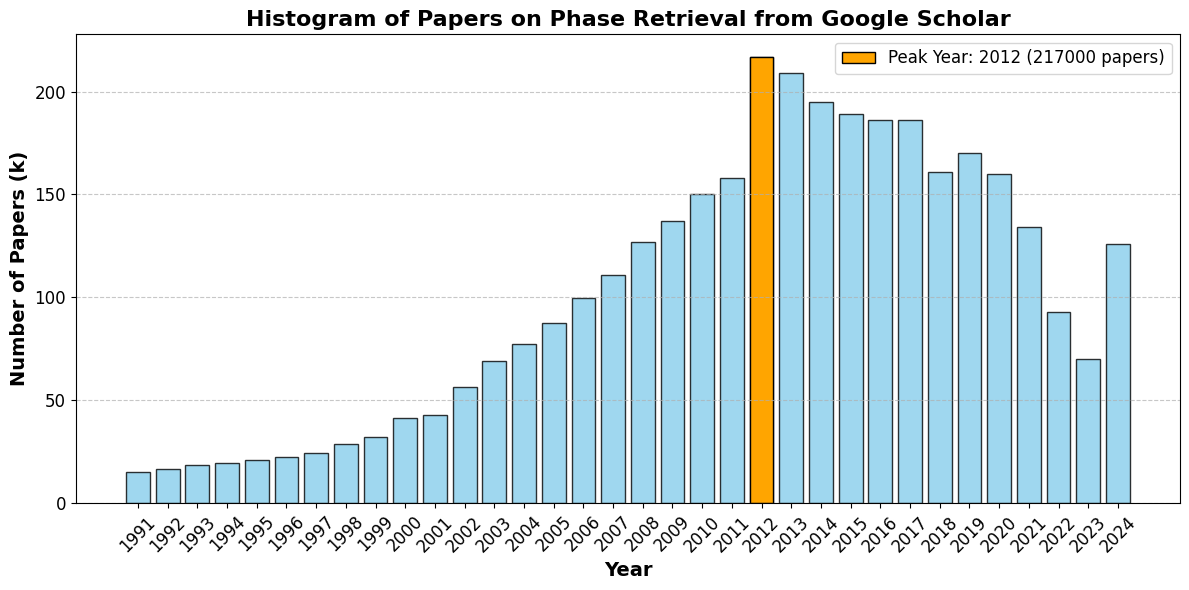 Histogram of Papers on Phase Retrieval from Google Scholar
Peak Year: 2012 (217000 papers)
Number of Papers (k)
200
150
100
50
0
1991 1992 1993 1994 1995 1996 1997 1998 1999 2000 2001 2002 2003 2004 2005 2006 2007 2008 2009 2010 2011 2012 2013 2014 2015 2016 2017 2018 2019 2020 2021 2022 2023 2024
Year